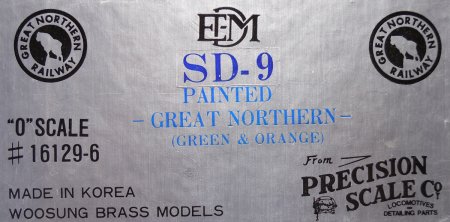 GREAT NORTHERN RAILWAY
EMD
GREAT NORTHERN RAILWAY
SD-9
PAINTED
- GREAT NORTHERN -
(GREEN & ORANGE)
"O" SCALE
# 16129-6
MADE IN KOREA
WOOSUNG BRASS MODELS
From
PRECISION
SCALE Co.
LOCOMOTIVES
DETAILING PARTS